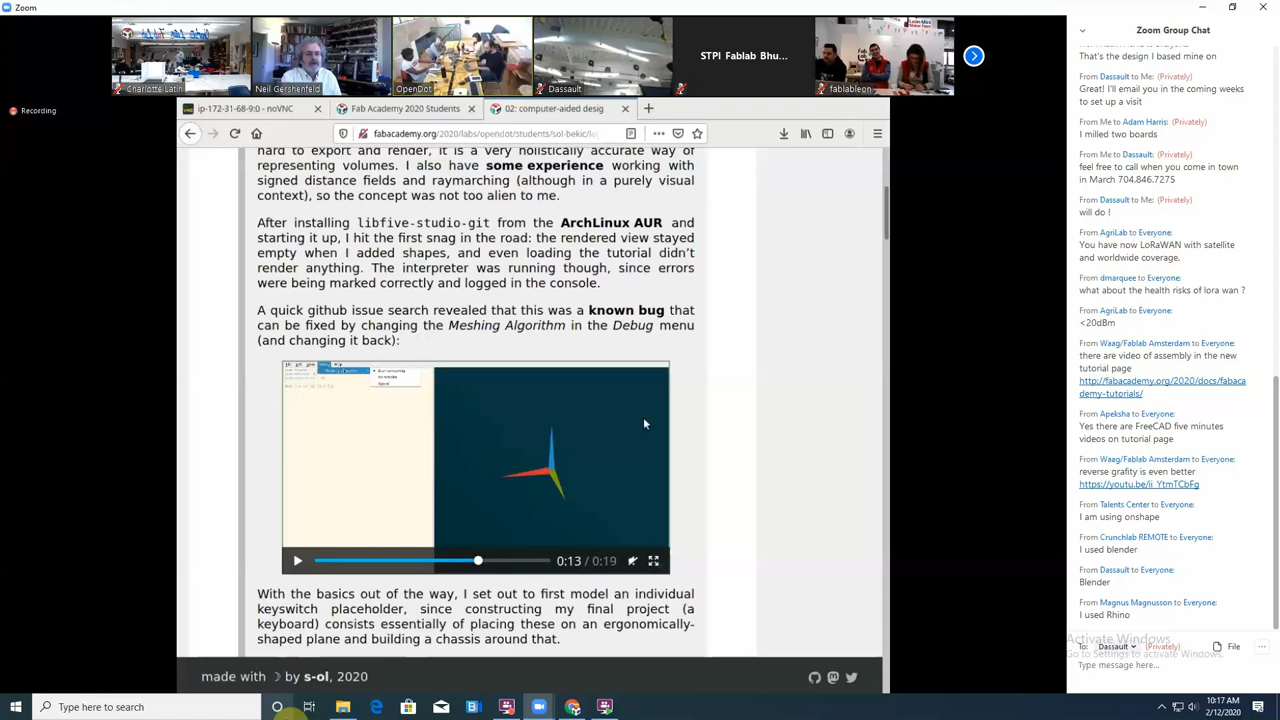 Zoom
Charlotte Latin
Neil Gershenfeld
OpenDot
Dassault
STPI Fablab Bhu...
fablableon
Recording
ip-172-31-68-9:0 - noVNC
Fab Academy 2020 Students
02: computer-aided desig
fabacademy.org/2020/labs/opendot/students/sol-bekic/lo
hard to export and render, it is a very holistically accurate way of
representing volumes. I also have some experience working with
signed distance fields and raymarching (although in a purely visual
context), so the concept was not too alien to me.
After installing libfive-studio-git from the ArchLinux AUR and
starting it up, I hit the first snag in the road: the rendered view stayed
empty when I added shapes, and even loading the tutorial didn't
render anything. The interpreter was running though, since errors
were being marked correctly and logged in the console.
A quick github issue search revealed that this was a known bug that
can be fixed by changing the Meshing Algorithm in the Debug menu
(and changing it back):
0:13 / 0:19
With the basics out of the way, I set out to first model an individual
keyswitch placeholder, since constructing my final project (a
keyboard) consists essentially of placing these on an ergonomically-
shaped plane and building a chassis around that.
made with ☽ by s-ol, 2020
Zoom Group Chat
That's the design I based mine on
From Dassault to Me: (Privately)
Great! I'll email you in the coming weeks
to set up a visit
From Me to Adam Harris: (Privately)
I milled two boards
From Me to Dassault: (Privately)
feel free to call when you come in town
in March 704.846.7275
From Dassault to Me: (Privately)
will do !
From AgriLab to Everyone:
You have now LoRaWAN with satellite
and worldwide coverage.
From dmarquee to Everyone:
what about the health risks of lora wan ?
From AgriLab to Everyone:
<20dBm
From Waag/Fablab Amsterdam to Everyone:
there are video of assembly in the new
tutorial page
http://fabacademy.org/2020/docs/fabaca
demy-tutorials/
From Apeksha to Everyone:
Yes there are FreeCAD five minutes
videos on tutorial page
From Waag/Fablab Amsterdam to Everyone:
reverse grafity is even better
https://youtu.be/ii_YtmTCbFg
From Talents Center to Everyone:
I am using onshape
From Crunchlab REMOTE to Everyone:
I used blender
From Dassault to Everyone:
Blender
From Magnus Magnusson to Everyone:
I used Rhino
Activate Windows
Go to Settings to activate Windows.
To: Dassault (Privately)
File
Type message here...
Type here to search
10:17 AM
2/12/2020